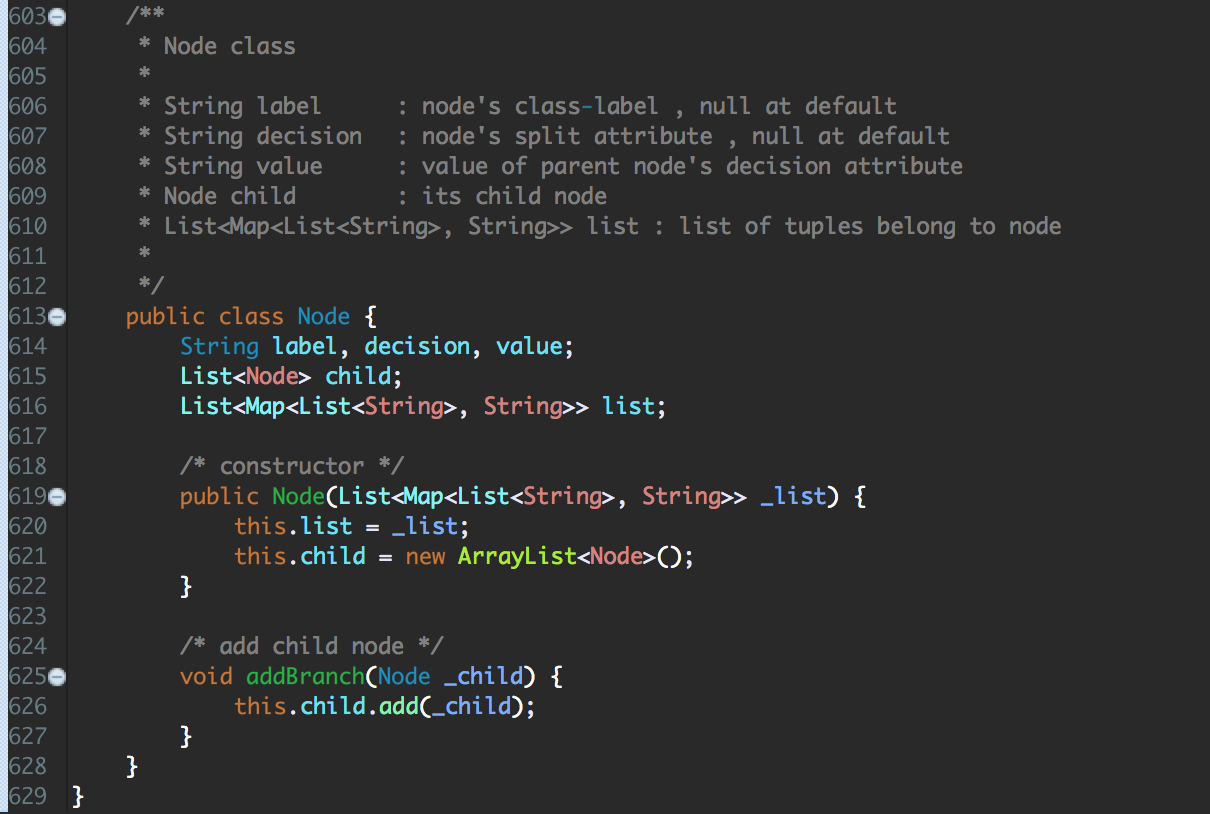 603 /**
604  * Node class
605  *
606  * String label      : node's class-label , null at default
607  * String decision   : node's split attribute , null at default
608  * String value      : value of parent node's decision attribute
609  * Node child        : its child node
610  * List<Map<List<String>, String>> list : list of tuples belong to node
611  *
612  */
613 public class Node {
614     String label, decision, value;
615     List<Node> child;
616     List<Map<List<String>, String>> list;
617
618     /* constructor */
619     public Node(List<Map<List<String>, String>> _list) {
620         this.list = _list;
621         this.child = new ArrayList<Node>();
622     }
623
624     /* add child node */
625     void addBranch(Node _child) {
626         this.child.add(_child);
627     }
628 }
629 }